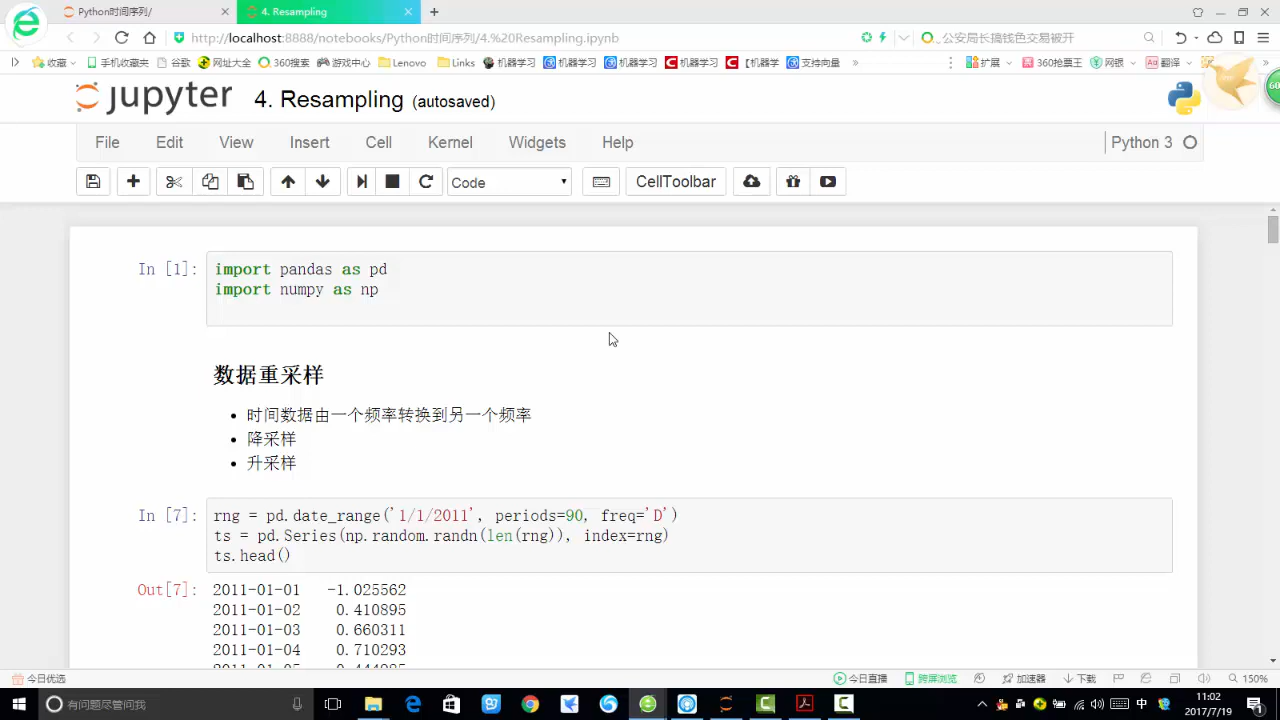 Python时间序列/
4. Resampling
http://localhost:8888/notebooks/Python时间序列/4.%20Resampling.ipynb
公安局长搞钱色交易被开
收藏
手机收藏夹
谷歌
网址大全
360搜索
游戏中心
Lenovo
Links
机器学习
机器学习
机器学习
机器学习
【机器学
支持向量
扩展
360抢票王
网银
翻译
60
jupyter
4. Resampling (autosaved)
File
Edit
View
Insert
Cell
Kernel
Widgets
Help
Python 3
Code
CellToolbar
In [1]:
import pandas as pd
import numpy as np
数据重采样
时间数据由一个频率转换到另一个频率
降采样
升采样
In [7]:
rng = pd.date_range('1/1/2011', periods=90, freq='D')
ts = pd.Series(np.random.randn(len(rng)), index=rng)
ts.head()
Out[7]:
2011-01-01 -1.025562
2011-01-02 0.410895
2011-01-03 0.660311
2011-01-04 0.710293
今日优选
今日直播
跨屏浏览
加速器
下载
150%
有问题尽管问我
中
11:02
2017/7/19